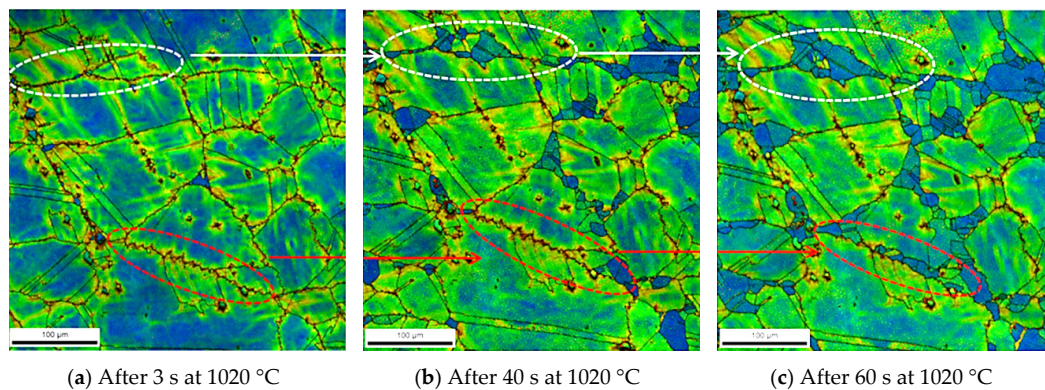 100 µm
100 µm
100 µm
(a) After 3 s at 1020 °C
(b) After 40 s at 1020 °C
(c) After 60 s at 1020 °C